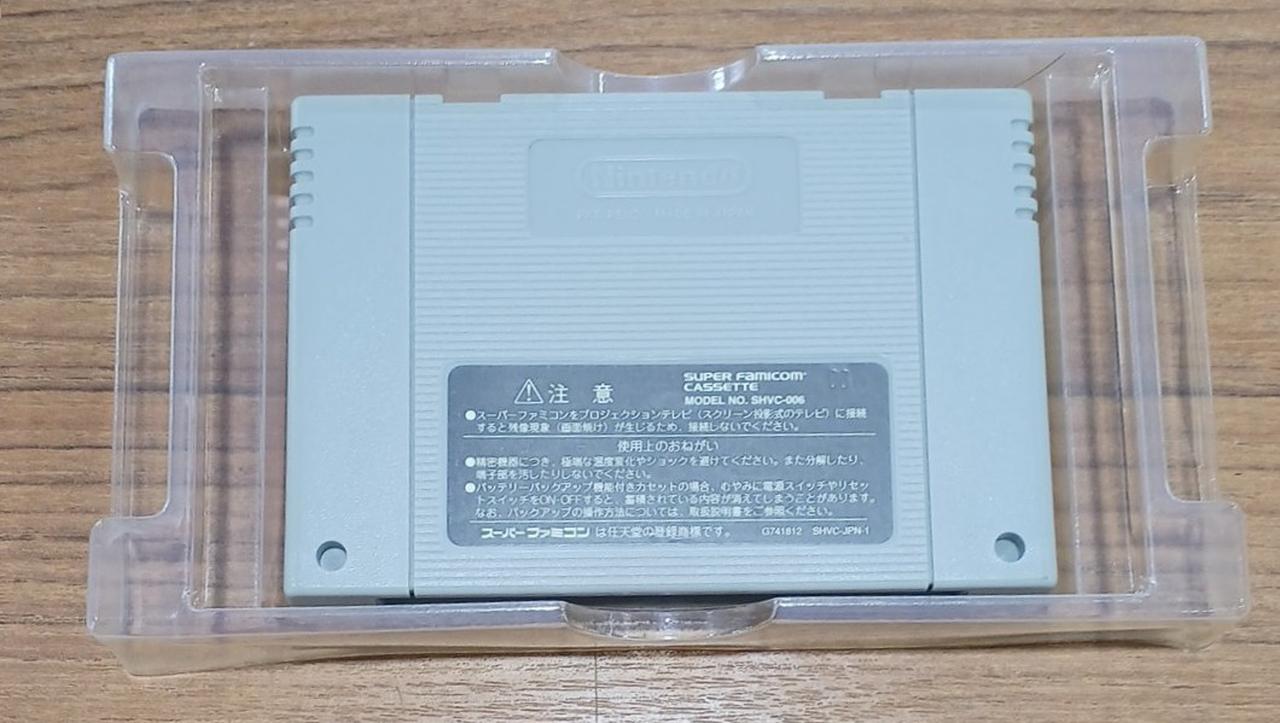 Nintendo
MADE IN JAPAN
注 意
SUPER FAMICOM
CASSETTE
MODEL NO. SHVC-006
●スーパーファミコンをプロジェクションテレビ(スクリーン投影式のテレビ)に接続
すると残像現象(画面焼け)が生じるため、接続しないでください。
使用上のおねがい
●精密機器につき、極端な温度変化やショックを避けてください。また分解したり、
端子部を汚したりしないでください。
●バッテリーバックアップ機能付きカセットの場合、むやみに電源スイッチやリセッ
トスイッチをON・OFFすると、蓄積されている内容が消えてしまうことがあります。
なお、バックアップの操作方法については、取扱説明書をご参照ください。
スーパーファミコン は任天堂の登録商標です。 G741812 SHVC-JPN-1